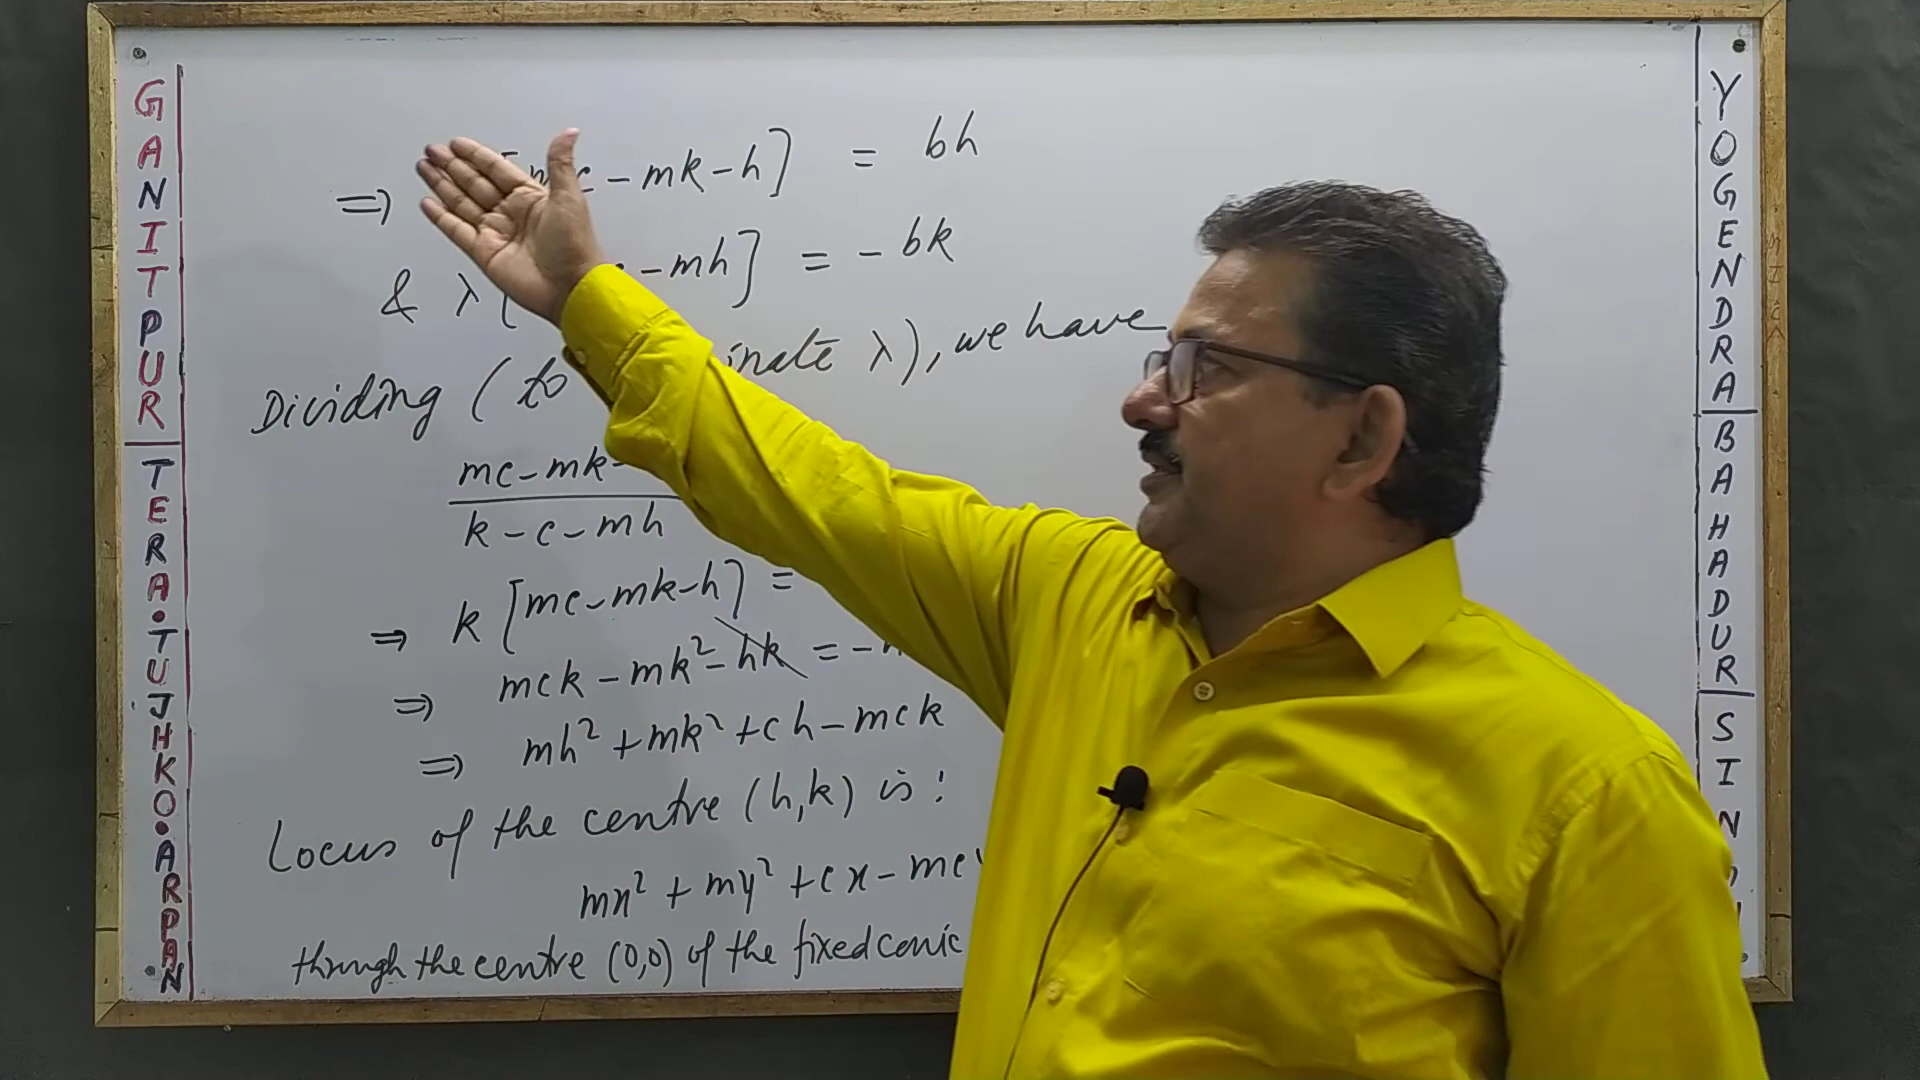 GANITPUR
TERA•TUJHKO•ARPAN
⇒ mc - mk - h] = bh
& λ[ - mh] = - bk
Dividing (to inate λ), we have
mc - mk -
k - c - mh
⇒ k [mc - mk - h] =
⇒ mck - mk² - hk = -
⇒ mh² + mk² + ch - mck
Locus of the centre (h, k) is :
mx² + my² + cx - mc
through the centre (0,0) of the fixed conic
YOGENDRA
BAHADUR
SI